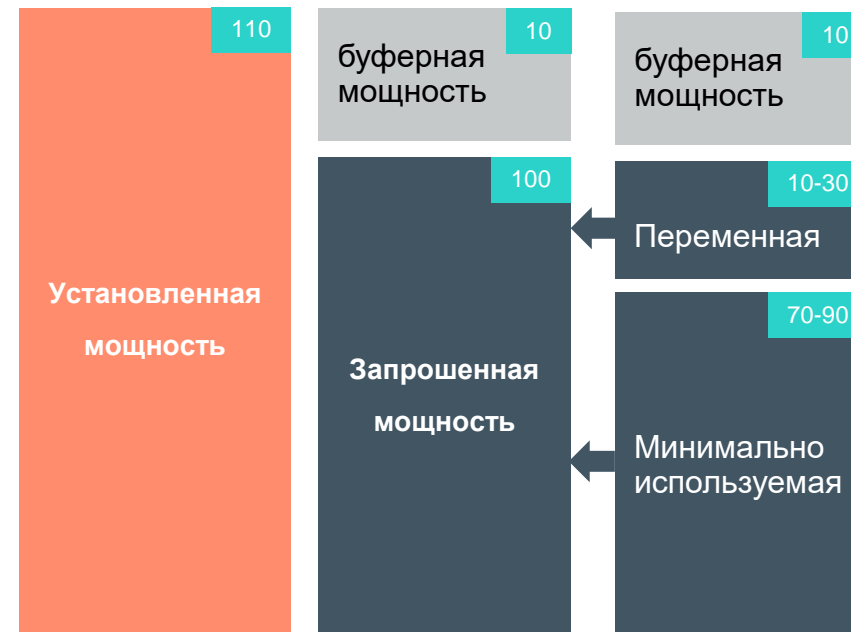 110
Установленная
мощность
10
буферная
мощность
100
Запрошенная
мощность
10
буферная
мощность
10-30
Переменная
70-90
Минимально
используемая